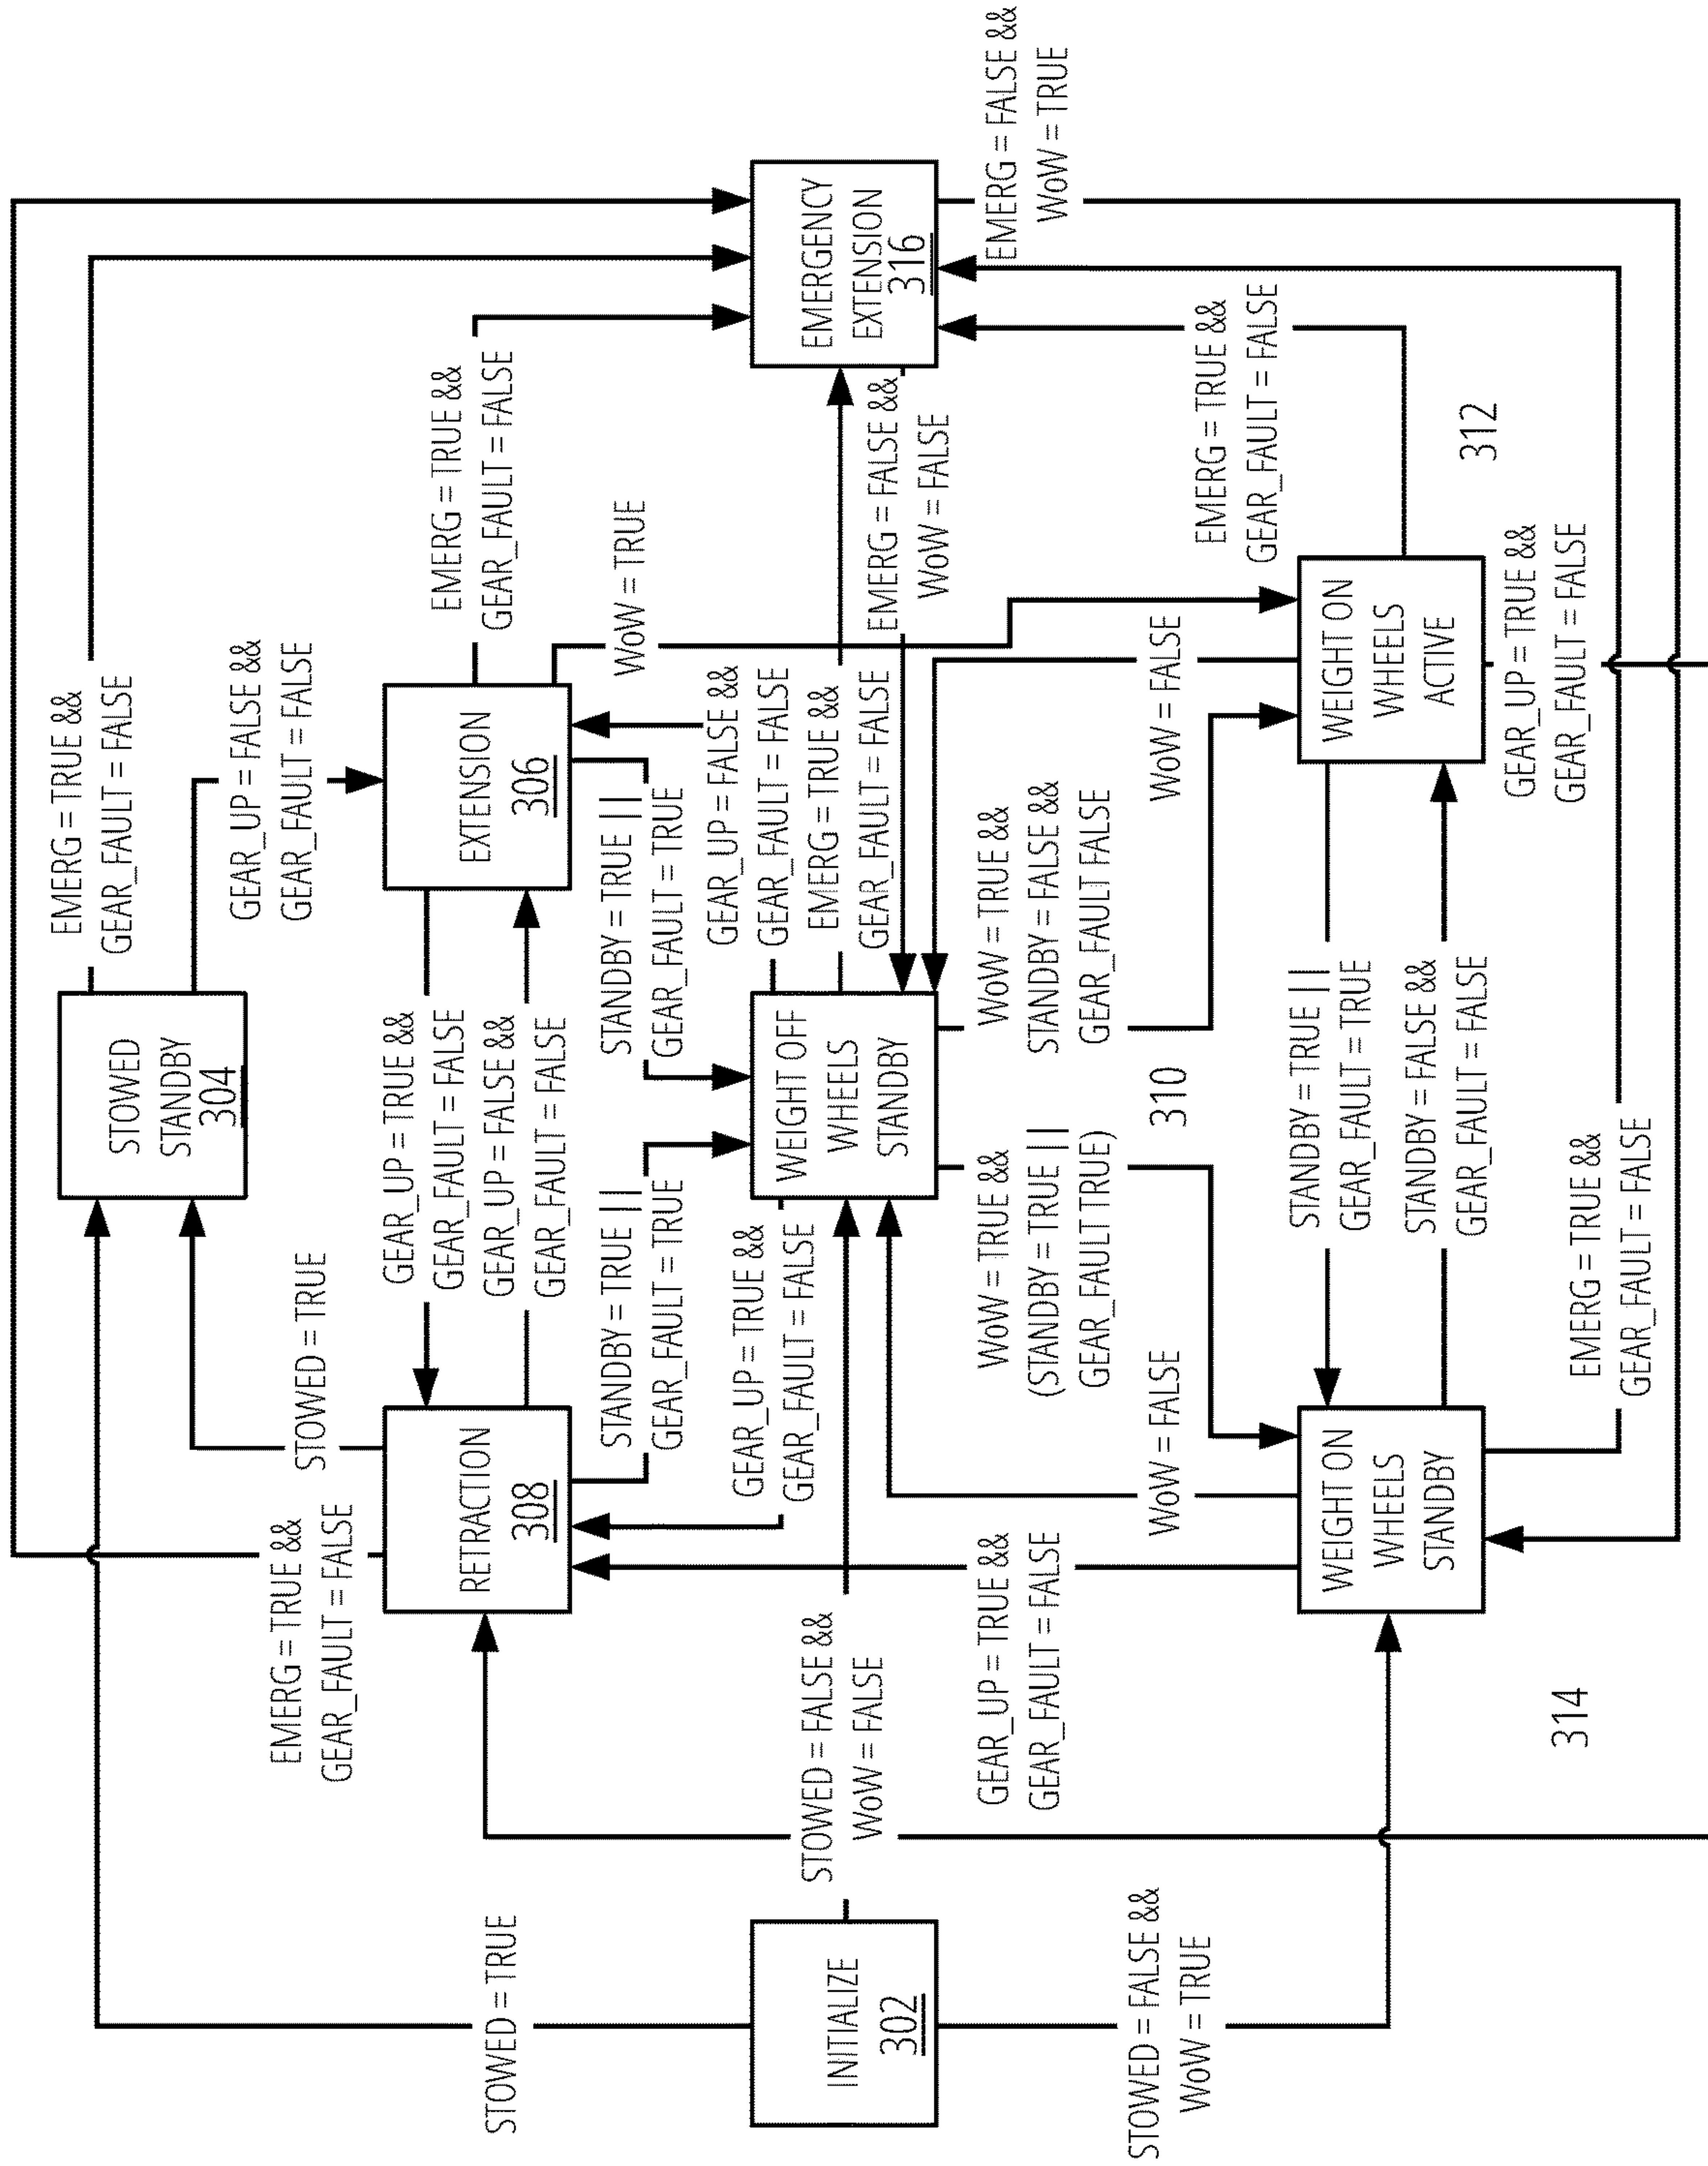 EMERG = TRUE &&
GEAR_FAULT = FALSE
STOWED
STANDBY
304
GEAR_UP = FALSE &&
GEAR_FAULT = FALSE
STOWED = TRUE
STOWED = TRUE
EMERG = TRUE &&
GEAR_FAULT = FALSE
RETRACTION
308
GEAR_UP = TRUE &&
GEAR_FAULT = FALSE
GEAR_UP = FALSE &&
GEAR_FAULT = FALSE
EXTENSION
306
EMERG = TRUE &&
GEAR_FAULT = FALSE
WoW = TRUE
STANDBY = TRUE ||
GEAR_FAULT = TRUE
STANDBY = TRUE ||
GEAR_FAULT = TRUE
GEAR_UP = TRUE &&
GEAR_FAULT = FALSE
GEAR_UP = FALSE &&
GEAR_FAULT = FALSE
EMERG = TRUE &&
GEAR_FAULT = FALSE
INITIALIZE
302
STOWED = FALSE &&
WoW = FALSE
WEIGHT OFF
WHEELS
STANDBY
310
EMERG = FALSE &&
WoW = FALSE
EMERGENCY
EXTENSION
316
EMERG = FALSE &&
WoW = TRUE
GEAR_UP = TRUE &&
GEAR_FAULT = FALSE
WoW = TRUE &&
(STANDBY = TRUE ||
GEAR_FAULT TRUE)
WoW = TRUE &&
STANDBY = FALSE &&
GEAR_FAULT FALSE
WoW = FALSE
WoW = FALSE
EMERG = TRUE &&
GEAR_FAULT = FALSE
STOWED = FALSE &&
WoW = TRUE
WEIGHT ON
WHEELS
STANDBY
314
STANDBY = TRUE ||
GEAR_FAULT = TRUE
STANDBY = FALSE &&
GEAR_FAULT = FALSE
WEIGHT ON
WHEELS
ACTIVE
312
EMERG = TRUE &&
GEAR_FAULT = FALSE
GEAR_UP = TRUE &&
GEAR_FAULT = FALSE